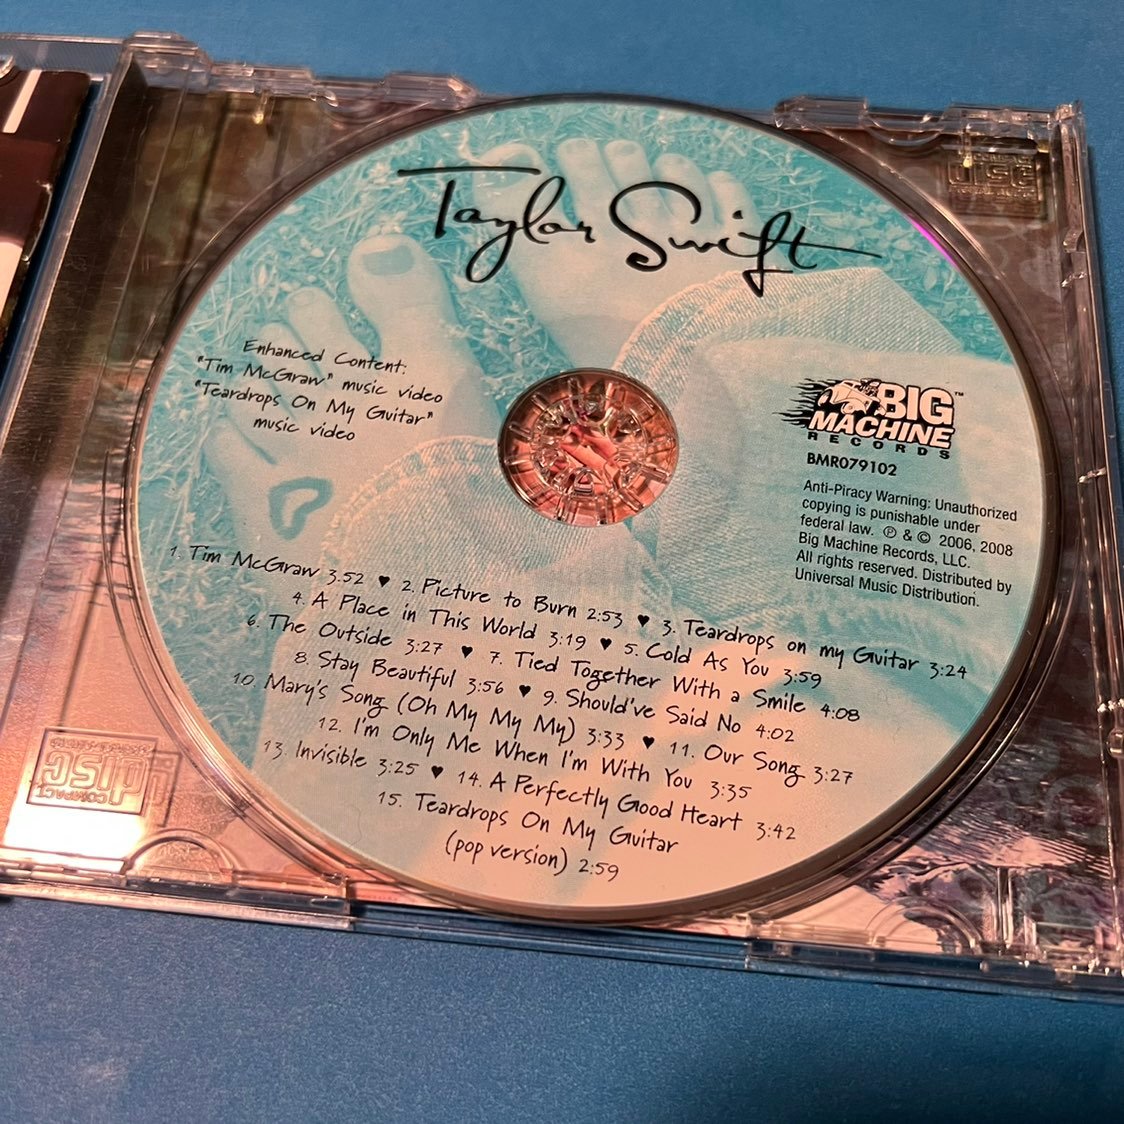 Taylor Swift
Enhanced Content:
"Tim McGraw" music video
"Teardrops On My Guitar"
music video
BIG™
MACHINE
RECORDS
BMR079102
Anti-Piracy Warning: Unauthorized
copying is punishable under
federal law. ℗ & © 2006, 2008
Big Machine Records, LLC.
All rights reserved. Distributed by
Universal Music Distribution.
1. Tim McGraw 3:52 ♥ 2. Picture to Burn 2:53 ♥ 3. Teardrops on my Guitar 3:24
4. A Place in This World 3:19 ♥ 5. Cold As You 3:59
6. The Outside 3:27 ♥ 7. Tied Together With a Smile 4:08
8. Stay Beautiful 3:56 ♥ 9. Should've Said No 4:02
10. Mary's Song (Oh My My My) 3:33 ♥ 11. Our Song 3:27
12. I'm Only Me When I'm With You 3:35
13. Invisible 3:25 ♥ 14. A Perfectly Good Heart 3:42
15. Teardrops On My Guitar
(pop version) 2:59
COMPACT
disc
COMPACT
disc